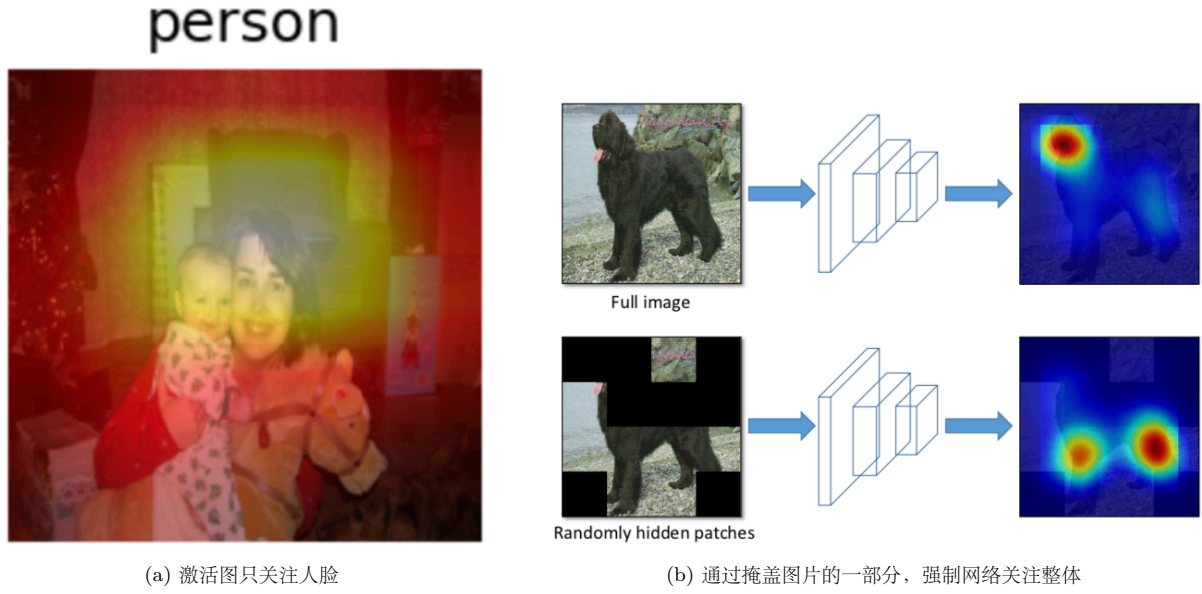 person
Full image
Randomly hidden patches
(a) 激活图只关注人脸
(b) 通过掩盖图片的一部分，强制网络关注整体